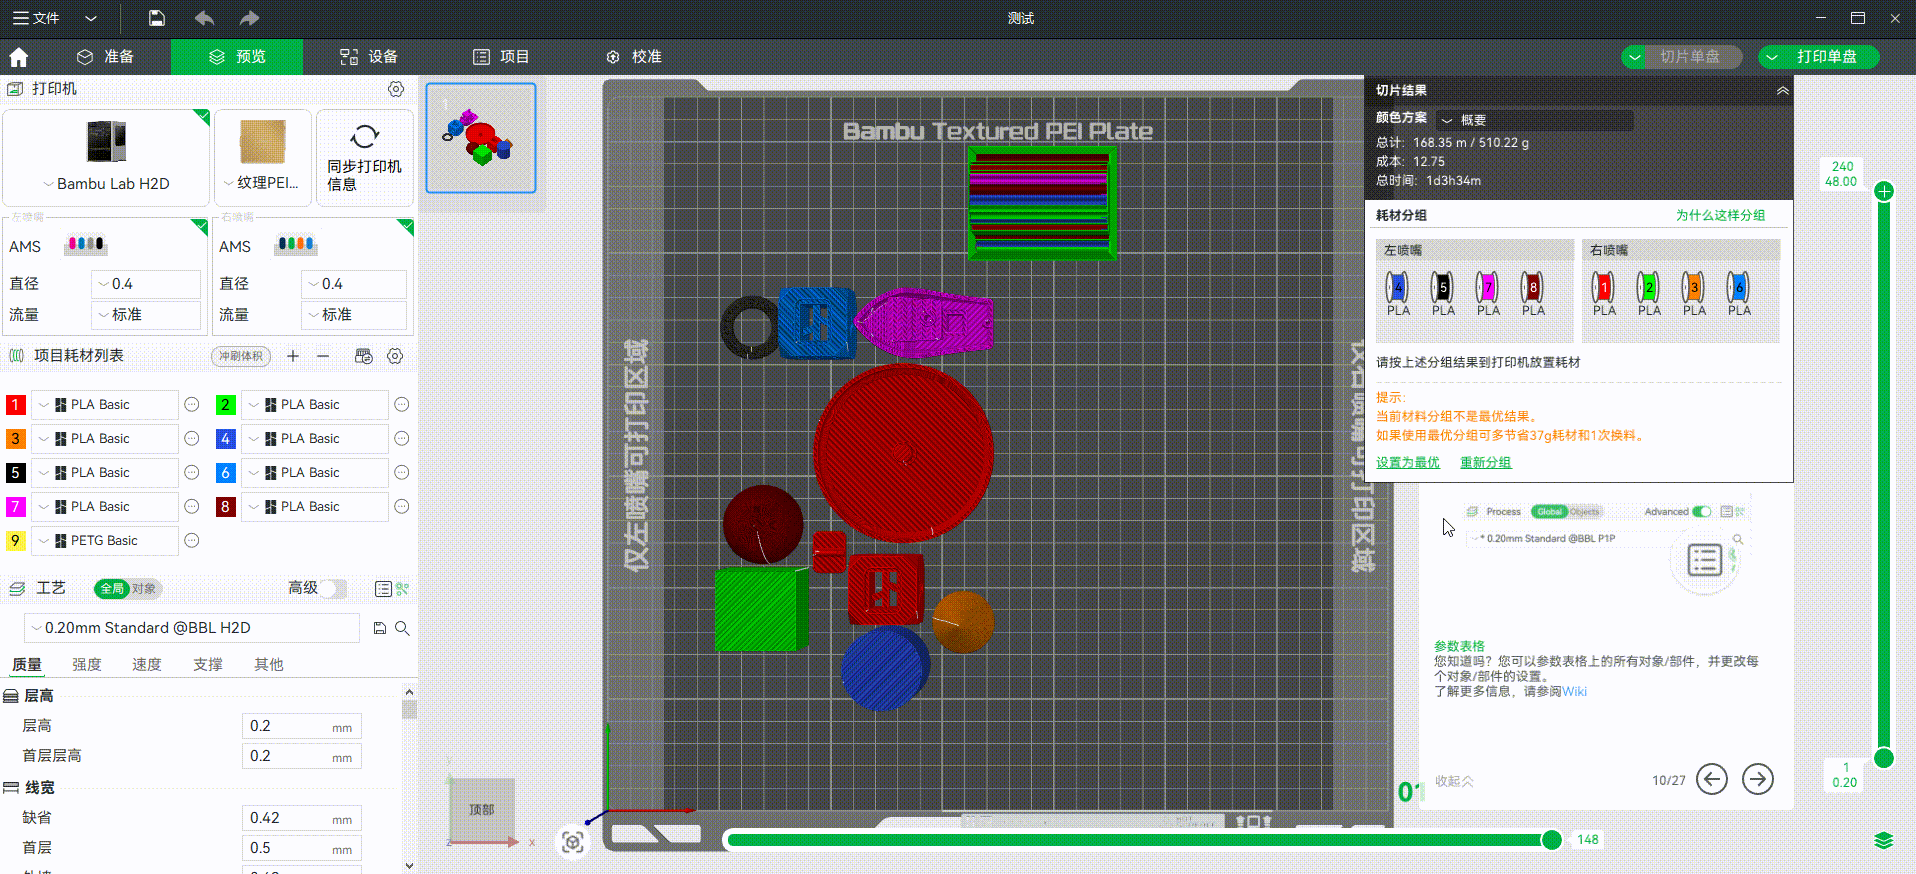 文件
测试
准备
预览
设备
项目
校准
切片单盘
打印单盘
打印机
Bambu Lab H2D
纹理PEI...
同步打印机
信息
左喷嘴
右喷嘴
AMS
AMS
直径
0.4
直径
0.4
流量
标准
流量
标准
项目耗材列表
冲刷体积
1 PLA Basic
2 PLA Basic
3 PLA Basic
4 PLA Basic
5 PLA Basic
6 PLA Basic
7 PLA Basic
8 PLA Basic
9 PETG Basic
工艺
全局
对象
高级
0.20mm Standard @BBL H2D
质量
强度
速度
支撑
其他
层高
层高
0.2 mm
首层层高
0.2 mm
线宽
缺省
0.42 mm
首层
0.5 mm
1
Bambu Textured PEI Plate
仅左喷嘴可打印区域
01
顶部
y
z
x
148
切片结果
颜色方案
概要
总计: 168.35 m / 510.22 g
成本: 12.75
总时间: 1d3h34m
耗材分组
为什么这样分组
左喷嘴
右喷嘴
4
5
7
8
1
2
3
6
PLA
PLA
PLA
PLA
PLA
PLA
PLA
PLA
请按上述分组结果到打印机放置耗材
提示:
当前材料分组不是最优结果。
如果使用最优分组可多节省37g耗材和1次换料。
设置为最优
重新分组
Process
Global
Objects
Advanced
* 0.20mm Standard @BBL P1P
参数表格
您知道吗? 您可以参数表格上的所有对象/部件，并更改每
个对象/部件的设置。
了解更多信息，请参阅Wiki
收起
10/27
240
48.00
1
0.20